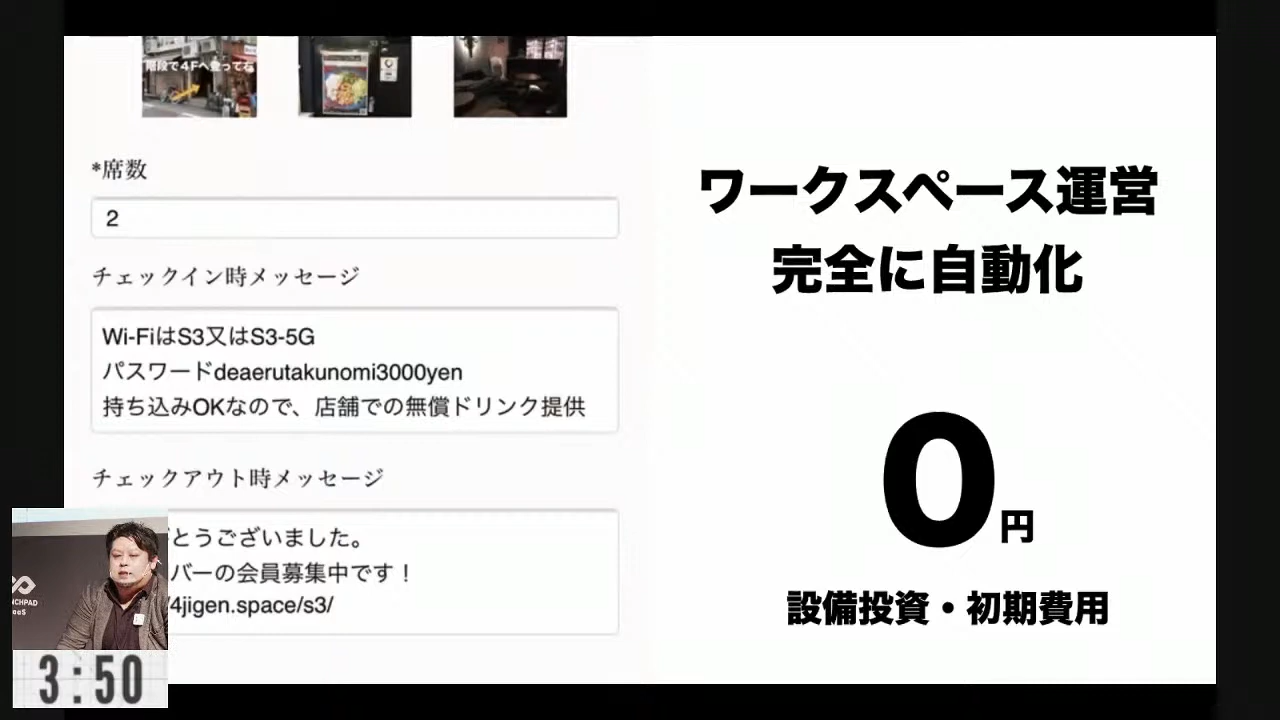 階段で4Fへ登ってね
*席数
2
チェックイン時メッセージ
Wi-FiはS3又はS3-5G
パスワードdeaerutakunomi3000yen
持ち込みOKなので、店舗での無償ドリンク提供
チェックアウト時メッセージ
とうございました。
バーの会員募集中です！
/4jigen.space/s3/
ワークスペース運営
完全に自動化
0円
設備投資・初期費用
NCHPAD
aaS
3:50